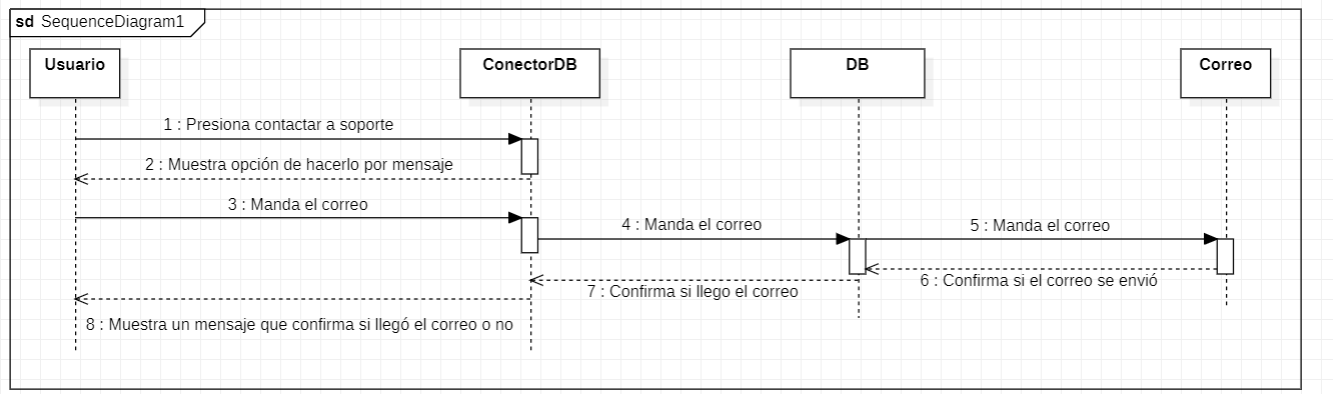 sd SequenceDiagram1
Usuario
ConectorDB
DB
Correo
1 : Presiona contactar a soporte
2 : Muestra opción de hacerlo por mensaje
3 : Manda el correo
4 : Manda el correo
5 : Manda el correo
6 : Confirma si el correo se envió
7 : Confirma si llego el correo
8 : Muestra un mensaje que confirma si llegó el correo o no